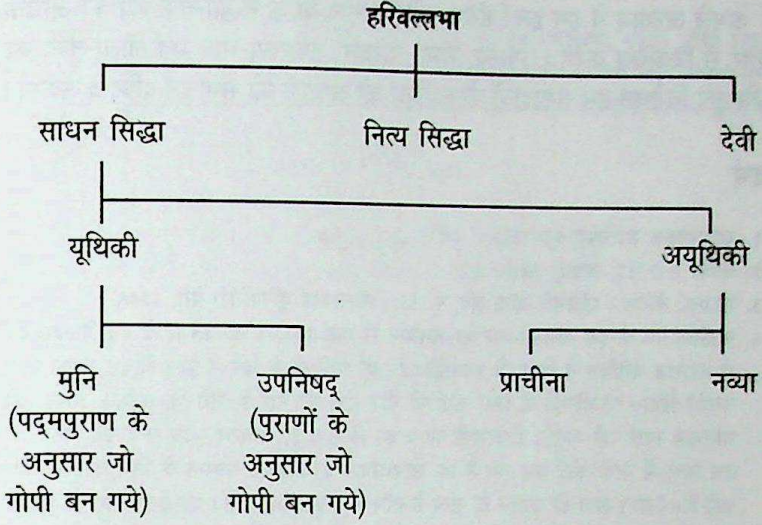 हरिवल्लभा
साधन सिद्धा नित्य सिद्धा देवी
यूथिकी अयूथिकी
मुनि उपनिषद् प्राचीना नव्या
(पद्मपुराण के (पुराणों के
अनुसार जो अनुसार जो
गोपी बन गये) गोपी बन गये)